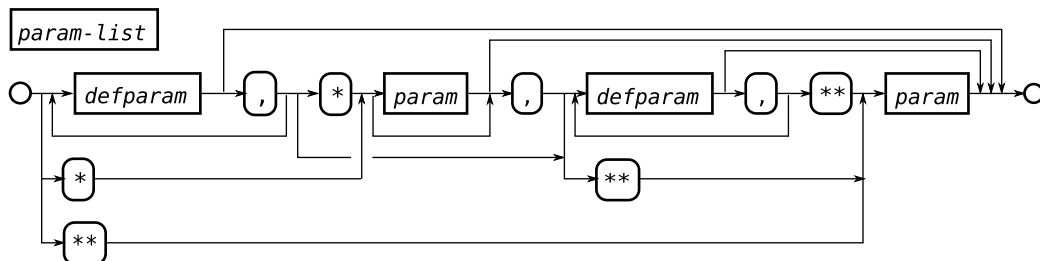 param-list
defparam , * param , defparam , ** param
* **
**